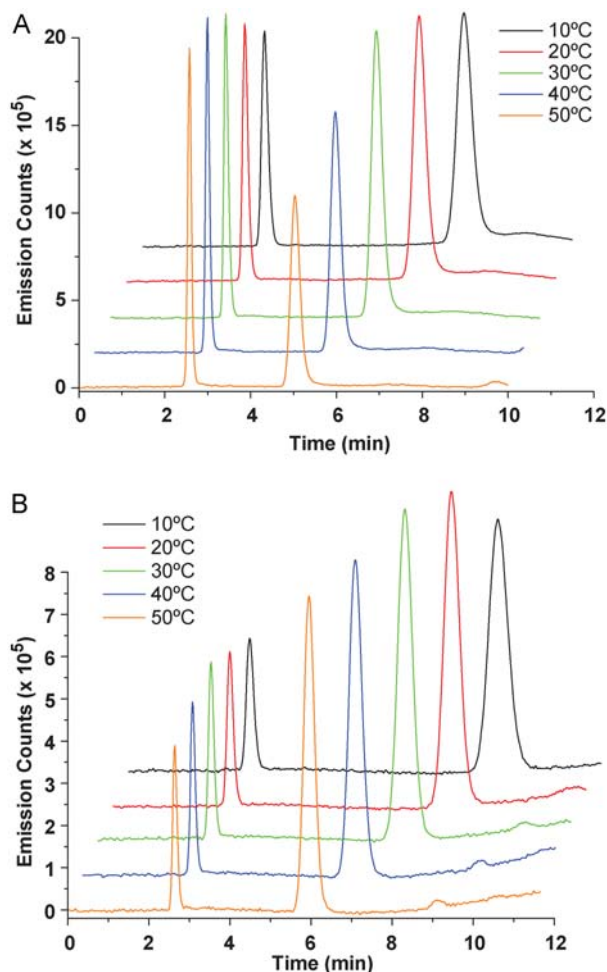 A
Emission Counts (x 10⁵)
20
15
10
5
0
10ºC
20ºC
30ºC
40ºC
50ºC
0 2 4 6 8 10 12
Time (min)
B
Emission Counts (x 10⁵)
8
7
6
5
4
3
2
1
0
10ºC
20ºC
30ºC
40ºC
50ºC
0 2 4 6 8 10 12
Time (min)